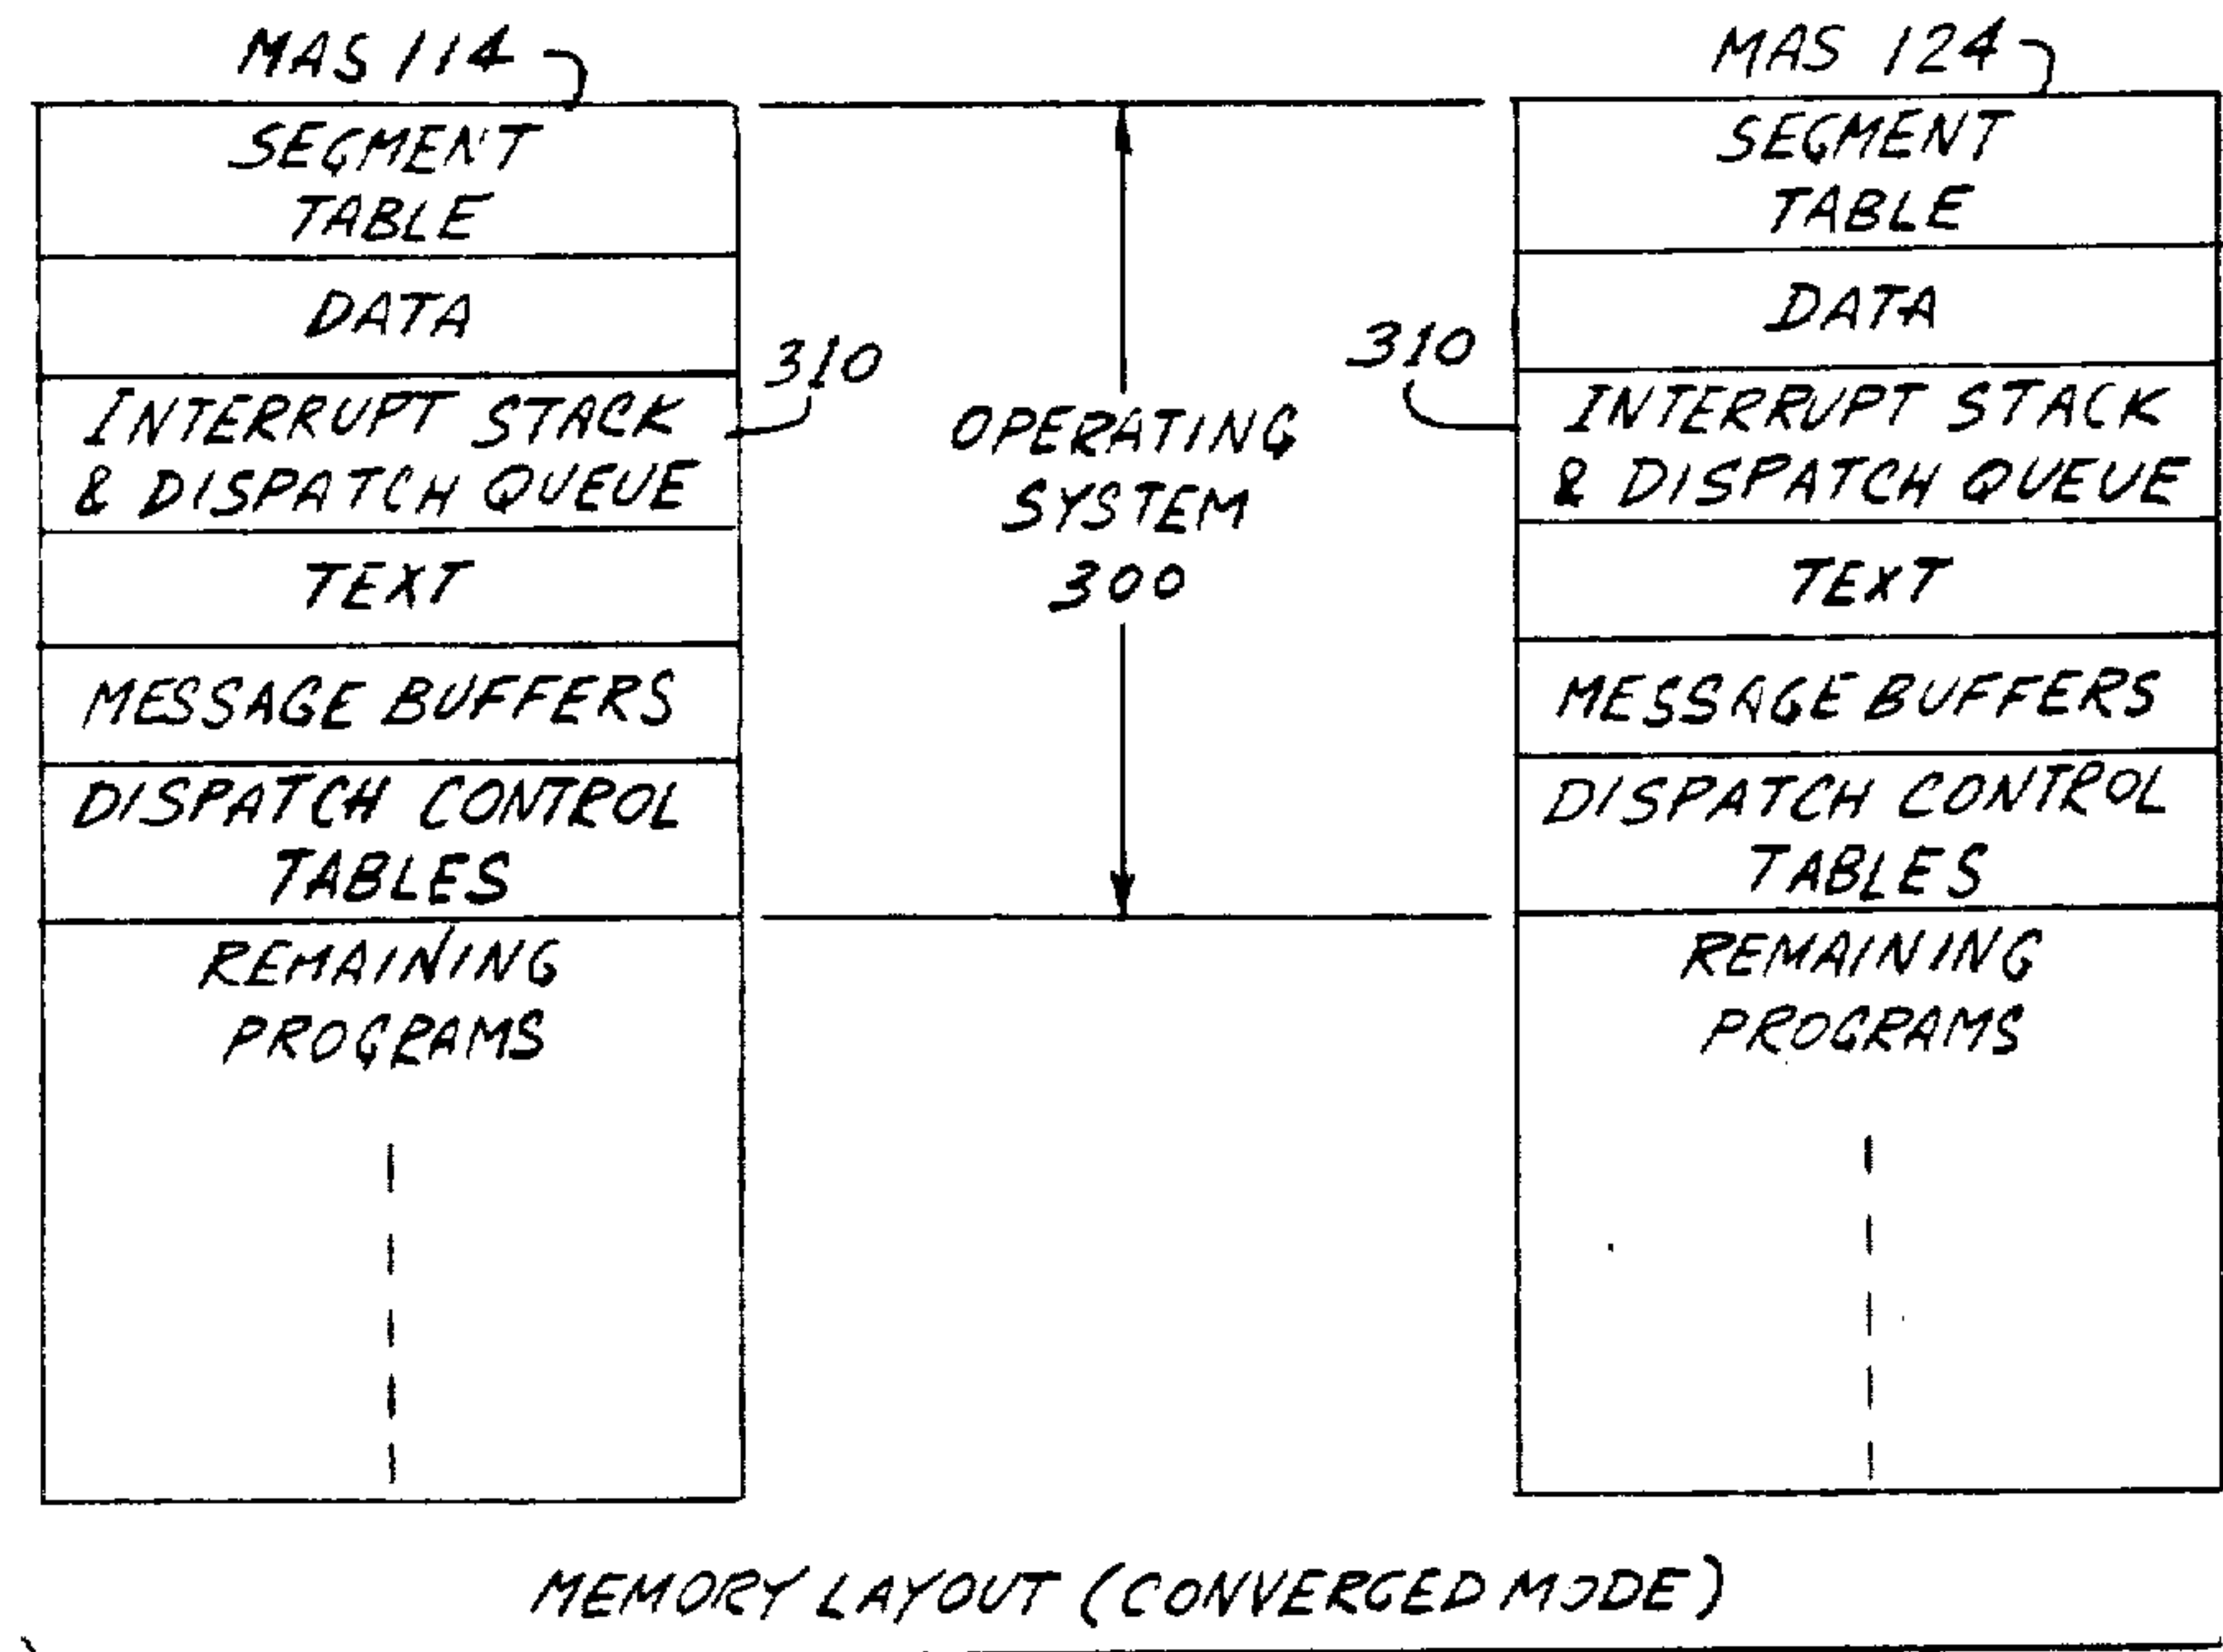 MAS 114
SEGMENT
TABLE
DATA
INTERRUPT STACK
& DISPATCH QUEUE
TEXT
MESSAGE BUFFERS
DISPATCH CONTROL
TABLES
REMAINING
PROGRAMS
310
OPERATING
SYSTEM
300
310
MAS 124
SEGMENT
TABLE
DATA
INTERRUPT STACK
& DISPATCH QUEUE
TEXT
MESSAGE BUFFERS
DISPATCH CONTROL
TABLES
REMAINING
PROGRAMS
MEMORY LAYOUT (CONVERGED MODE)